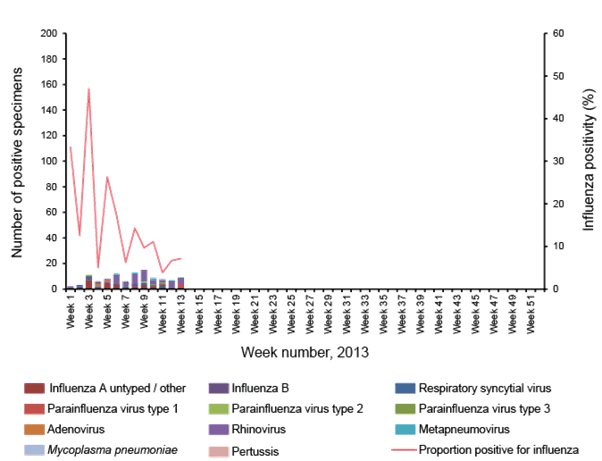 200
180
160
140
120
100
80
60
40
20
0
Number of positive specimens
60
50
40
30
20
10
0
Influenza positivity (%)
Week 1
Week 3
Week 5
Week 7
Week 9
Week 11
Week 13
Week 15
Week 17
Week 19
Week 21
Week 23
Week 25
Week 27
Week 29
Week 31
Week 33
Week 35
Week 37
Week 39
Week 41
Week 43
Week 45
Week 47
Week 49
Week 51
Week number, 2013
Influenza A untyped / other Influenza B Respiratory syncytial virus
Parainfluenza virus type 1 Parainfluenza virus type 2 Parainfluenza virus type 3
Adenovirus Rhinovirus Metapneumovirus
Mycoplasma pneumoniae Pertussis Proportion positive for influenza